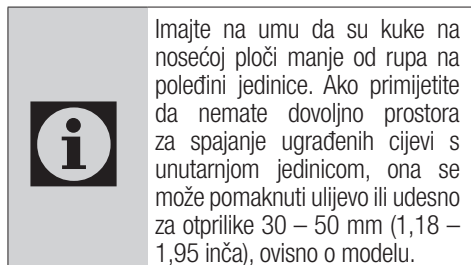 Imajte na umu da su kuke na
nosećoj ploči manje od rupa na
poleđini jedinice. Ako primijetite
da nemate dovoljno prostora
za spajanje ugrađenih cijevi s
unutarnjom jedinicom, ona se
može pomaknuti ulijevo ili udesno
za otprilike 30 – 50 mm (1,18 –
1,95 inča), ovisno o modelu.